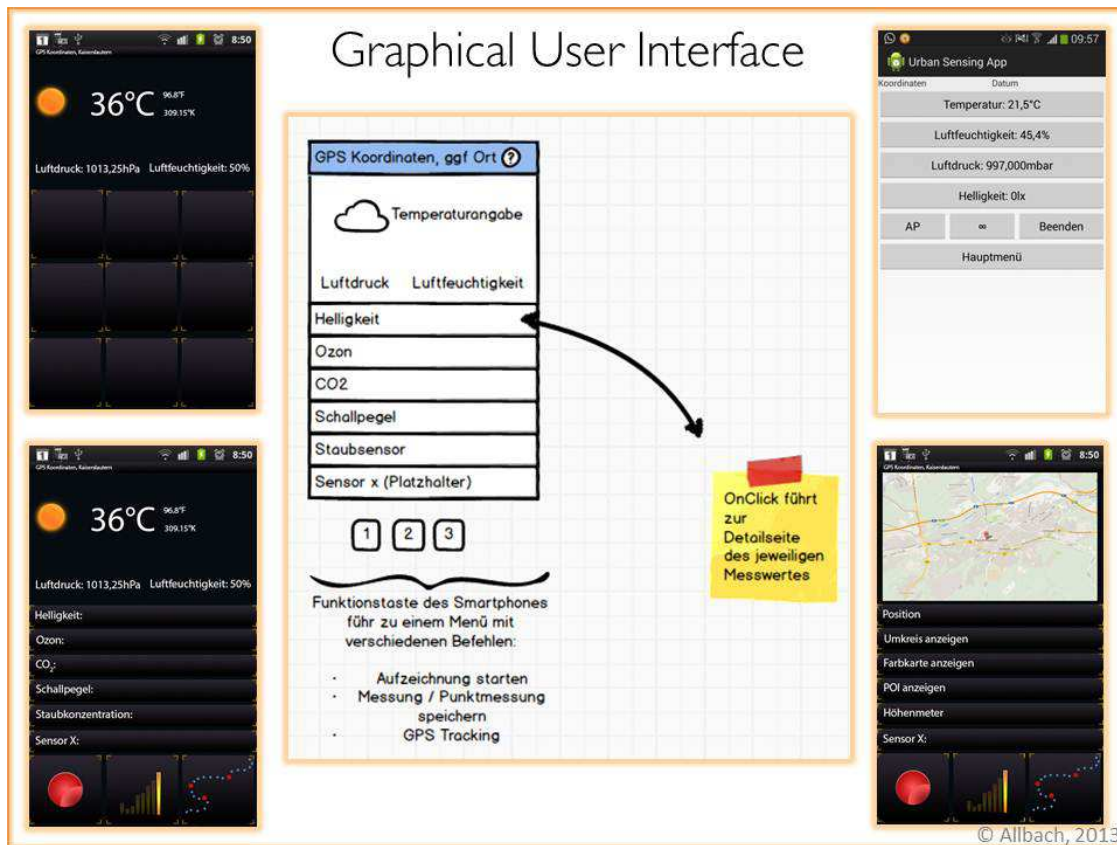 Graphical User Interface
8:50
GPS Koordinaten, Kaiserslautern
36°C
96.8°F
309.15°K
Luftdruck: 1013,25hPa Luftfeuchtigkeit: 50%
GPS Koordinaten, ggf Ort ?
Temperaturangabe
Luftdruck Luftfeuchtigkeit
Helligkeit
Ozon
CO2
Schallpegel
Staubsensor
Sensor x (Platzhalter)
1 2 3
Funktionstaste des Smartphones
führ zu einem Menü mit
verschiedenen Befehlen:
· Aufzeichnung starten
· Messung / Punktmessung
speichern
· GPS Tracking
OnClick führt
zur
Detailseite
des jeweiligen
Messwertes
09:57
Urban Sensing App
Koordinaten Datum
Temperatur: 21,5°C
Luftfeuchtigkeit: 45,4%
Luftdruck: 997,000mbar
Helligkeit: 0lx
AP ∞ Beenden
Hauptmenü
8:50
GPS Koordinaten, Kaiserslautern
36°C
96.8°F
309.15°K
Luftdruck: 1013,25hPa Luftfeuchtigkeit: 50%
Helligkeit:
Ozon:
CO₂:
Schallpegel:
Staubkonzentration:
Sensor X:
8:50
GPS Koordinaten, Kaiserslautern
Position
Umkreis anzeigen
Farbkarte anzeigen
POI anzeigen
Höhenmeter
Sensor X:
© Allbach, 2013